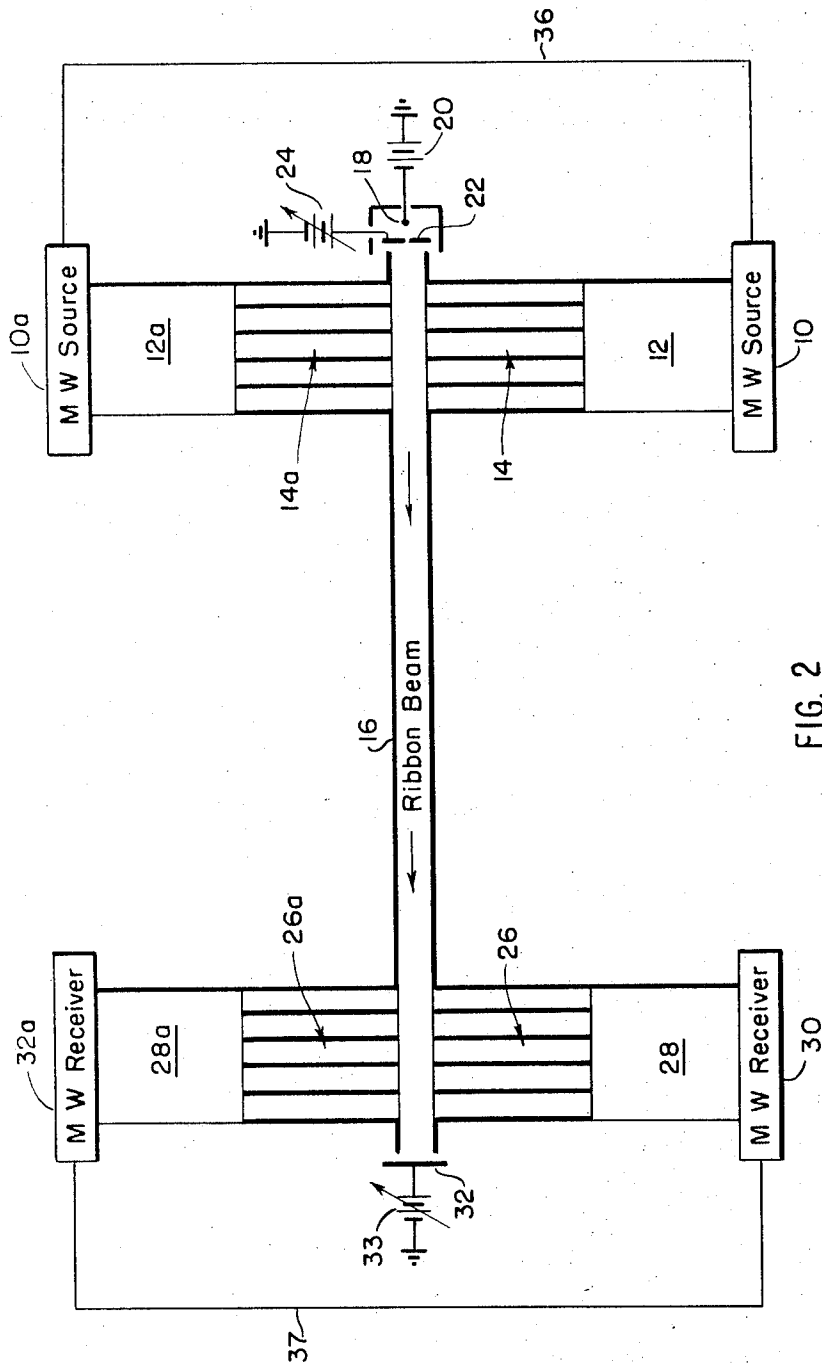 10a
M W Source
12a
14a
24
18
20
22
36
14
12
M W Source
10
16
Ribbon Beam
32a
M W Receiver
28a
26a
26
28
M W Receiver
30
33
32
37
FIG. 2